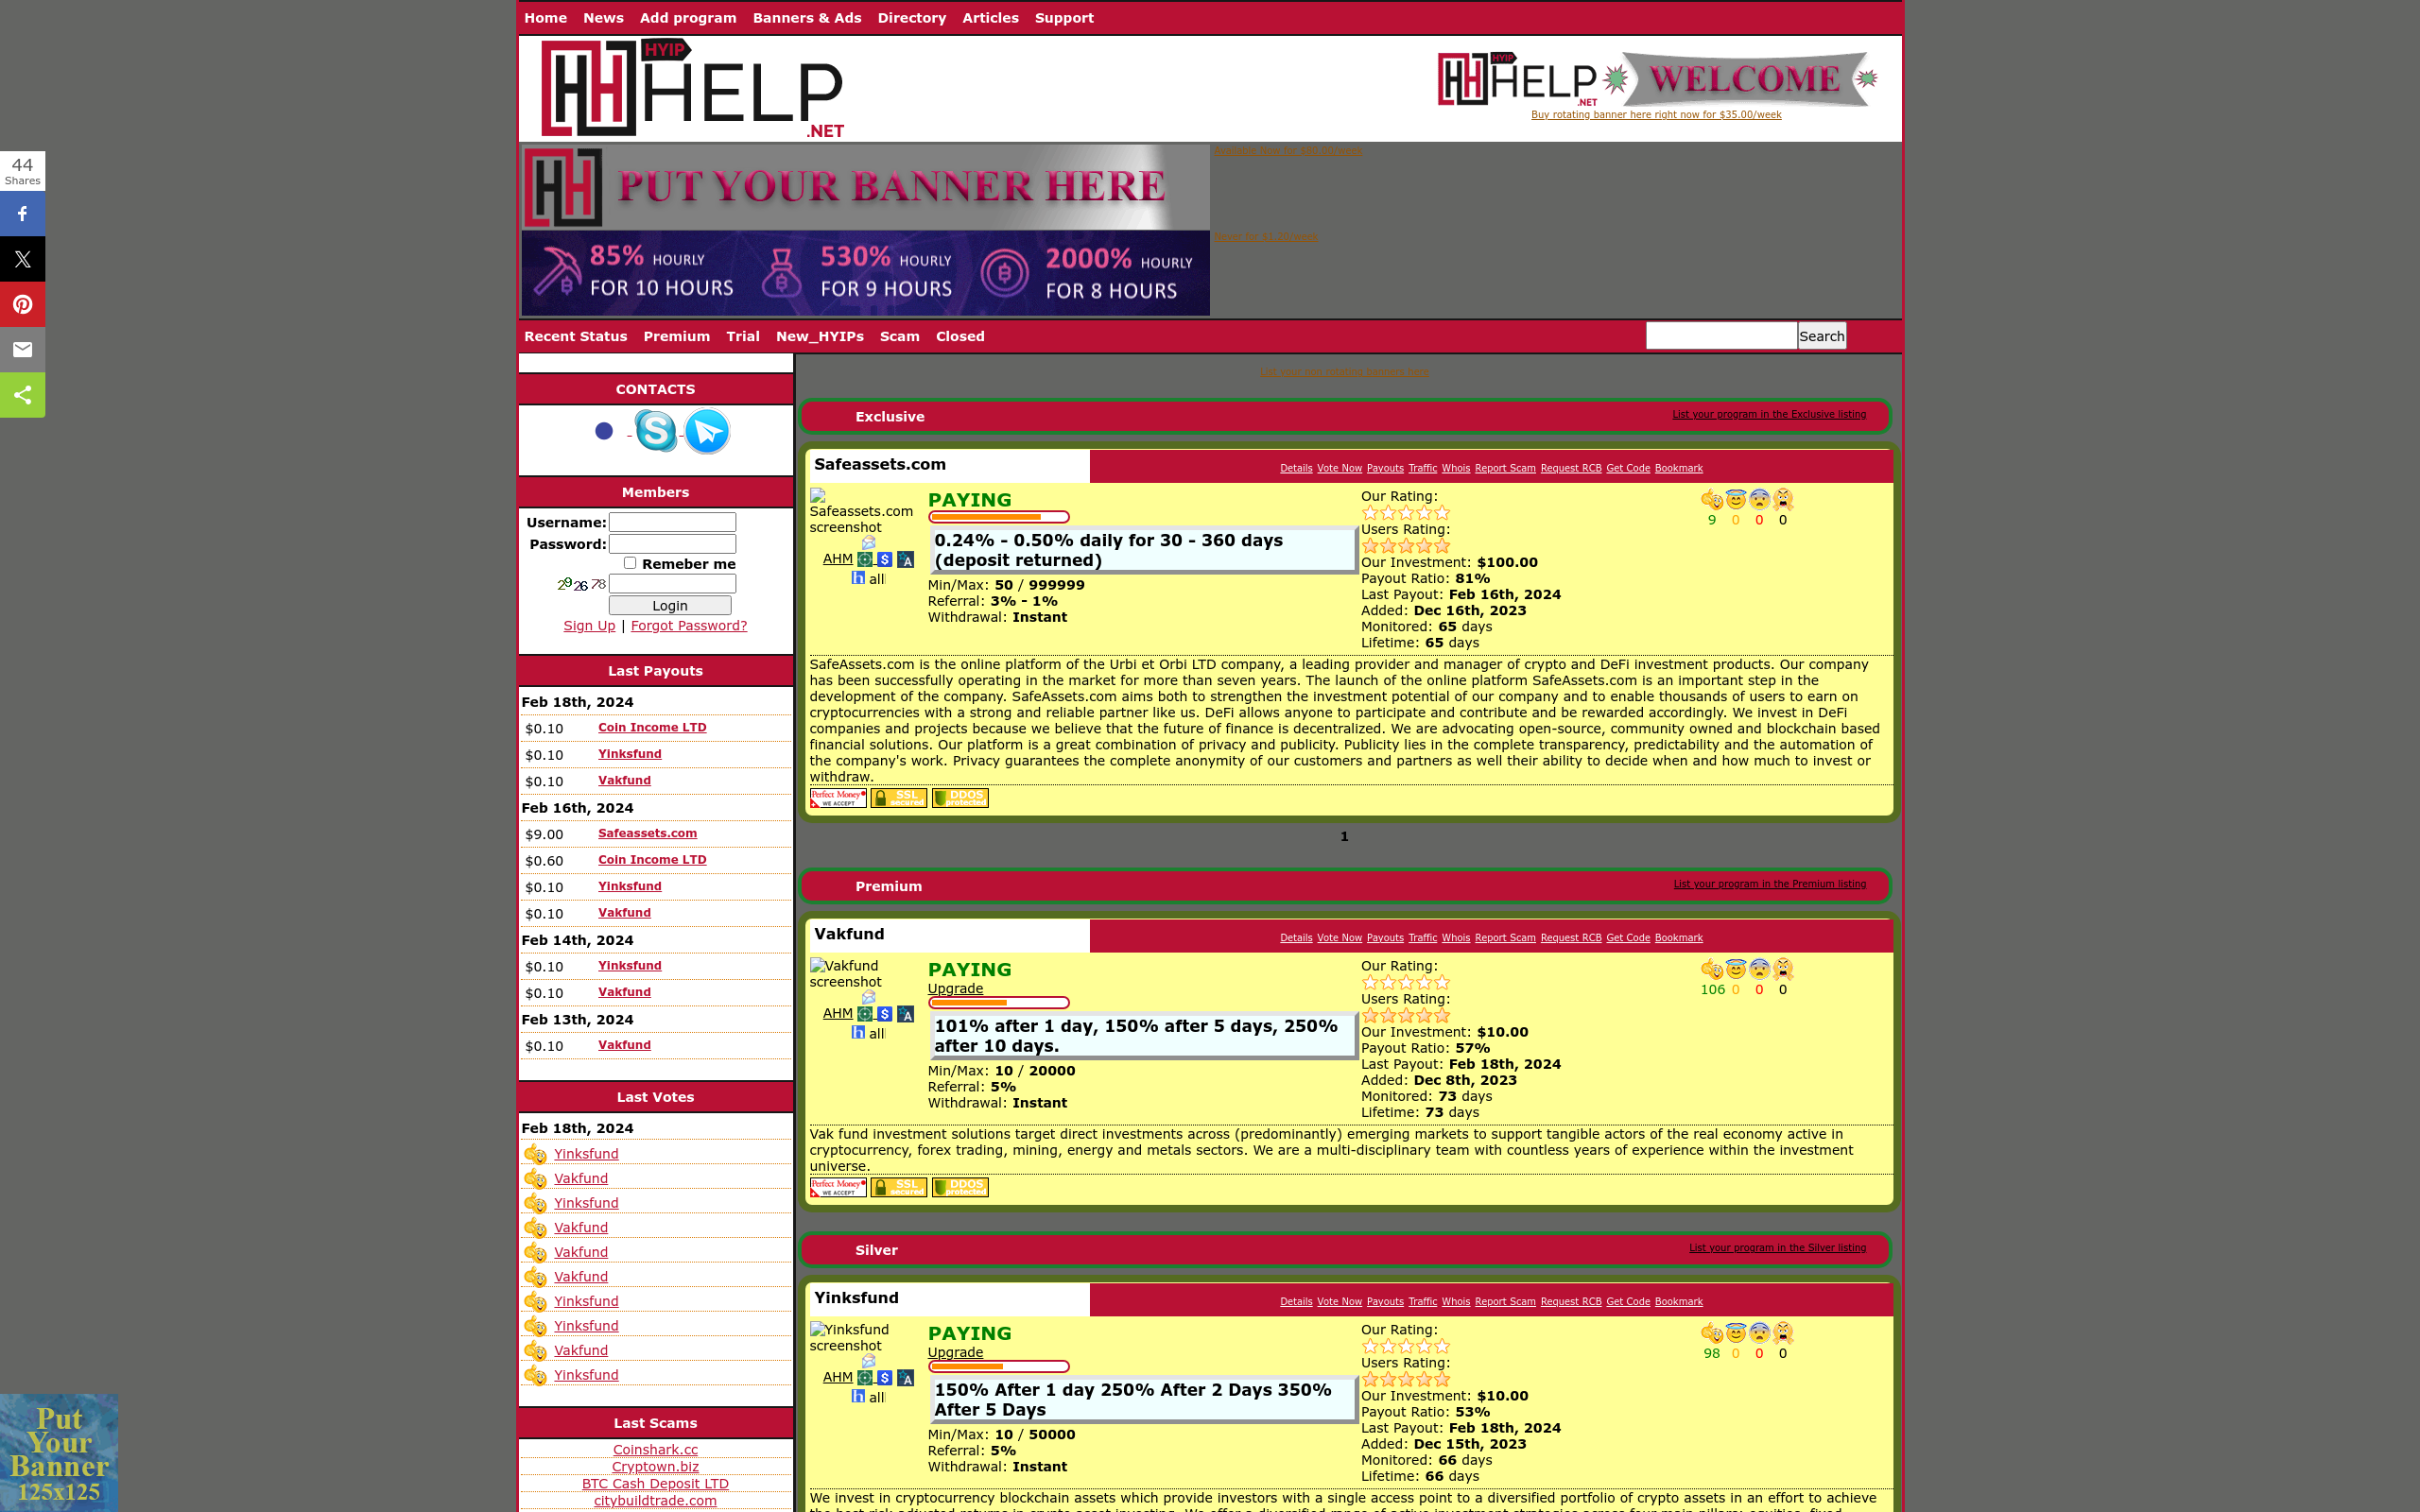 Home News Add program Banners & Ads Directory Articles Support
HYIP
HELP
.NET
HYIP
HELP
.NET
WELCOME
Buy rotating banner here right now for $35.00/week
44
Shares
PUT YOUR BANNER HERE
85% HOURLY
FOR 10 HOURS
530% HOURLY
FOR 9 HOURS
2000% HOURLY
FOR 8 HOURS
Recent Status Premium Trial New_HYIPs Scam Closed
Search
CONTACTS
Members
Username:
Password:
Remeber me
292678
Login
Sign Up | Forgot Password?
Last Payouts
Feb 18th, 2024
$0.10 Coin Income LTD
$0.10 Yinksfund
$0.10 Vakfund
Feb 16th, 2024
$9.00 Safeassets.com
$0.60 Coin Income LTD
$0.10 Yinksfund
$0.10 Vakfund
Feb 14th, 2024
$0.10 Yinksfund
$0.10 Vakfund
Feb 13th, 2024
$0.10 Vakfund
Last Votes
Feb 18th, 2024
Yinksfund
Vakfund
Yinksfund
Vakfund
Vakfund
Vakfund
Yinksfund
Yinksfund
Vakfund
Yinksfund
Last Scams
Coinshark.cc
Cryptown.biz
BTC Cash Deposit LTD
citybuildtrade.com
Put
Your
Banner
125x125
Exclusive
List your program in the Exclusive listing
Safeassets.com
Details Vote Now Payouts Traffic Whois Report Scam Request RCB Get Code Bookmark
Safeassets.com
screenshot
AHM
all
PAYING
0.24% - 0.50% daily for 30 - 360 days
(deposit returned)
Min/Max: 50 / 999999
Referral: 3% - 1%
Withdrawal: Instant
Our Rating:
Users Rating:
Our Investment: $100.00
Payout Ratio: 81%
Last Payout: Feb 16th, 2024
Added: Dec 16th, 2023
Monitored: 65 days
Lifetime: 65 days
9 0 0 0
SafeAssets.com is the online platform of the Urbi et Orbi LTD company, a leading provider and manager of crypto and DeFi investment products. Our company
has been successfully operating in the market for more than seven years. The launch of the online platform SafeAssets.com is an important step in the
development of the company. SafeAssets.com aims both to strengthen the investment potential of our company and to enable thousands of users to earn on
cryptocurrencies with a strong and reliable partner like us. DeFi allows anyone to participate and contribute and be rewarded accordingly. We invest in DeFi
companies and projects because we believe that the future of finance is decentralized. We are advocating open-source, community owned and blockchain based
financial solutions. Our platform is a great combination of privacy and publicity. Publicity lies in the complete transparency, predictability and the automation of
the company's work. Privacy guarantees the complete anonymity of our customers and partners as well their ability to decide when and how much to invest or
withdraw.
Perfect Money WE ACCEPT SSL secured DDOS protected
1
Premium
List your program in the Premium listing
Vakfund
Details Vote Now Payouts Traffic Whois Report Scam Request RCB Get Code Bookmark
Vakfund
screenshot
AHM
all
PAYING
Upgrade
101% after 1 day, 150% after 5 days, 250%
after 10 days.
Min/Max: 10 / 20000
Referral: 5%
Withdrawal: Instant
Our Rating:
Users Rating:
Our Investment: $10.00
Payout Ratio: 57%
Last Payout: Feb 18th, 2024
Added: Dec 8th, 2023
Monitored: 73 days
Lifetime: 73 days
106 0 0 0
Vak fund investment solutions target direct investments across (predominantly) emerging markets to support tangible actors of the real economy active in
cryptocurrency, forex trading, mining, energy and metals sectors. We are a multi-disciplinary team with countless years of experience within the investment
universe.
Perfect Money WE ACCEPT SSL secured DDOS protected
Silver
List your program in the Silver listing
Yinksfund
Details Vote Now Payouts Traffic Whois Report Scam Request RCB Get Code Bookmark
Yinksfund
screenshot
AHM
all
PAYING
Upgrade
150% After 1 day 250% After 2 Days 350%
After 5 Days
Min/Max: 10 / 50000
Referral: 5%
Withdrawal: Instant
Our Rating:
Users Rating:
Our Investment: $10.00
Payout Ratio: 53%
Last Payout: Feb 18th, 2024
Added: Dec 15th, 2023
Monitored: 66 days
Lifetime: 66 days
98 0 0 0
We invest in cryptocurrency blockchain assets which provide investors with a single access point to a diversified portfolio of crypto assets in an effort to achieve